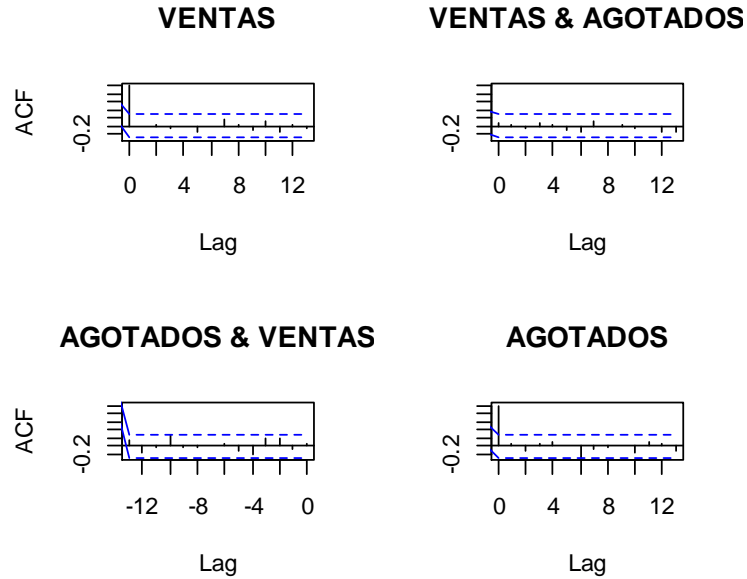 VENTAS
VENTAS & AGOTADOS
ACF
-0.2
0 4 8 12
Lag
-0.2
0 4 8 12
Lag
AGOTADOS & VENTAS
AGOTADOS
ACF
-0.2
-12 -8 -4 0
Lag
-0.2
0 4 8 12
Lag